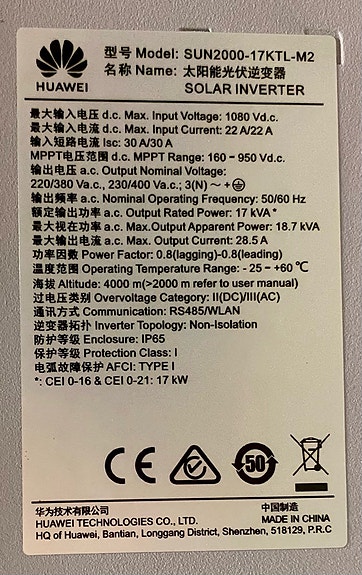 HUAWEI
型号 Model: SUN2000-17KTL-M2
名称 Name: 太阳能光伏逆变器
SOLAR INVERTER
最大输入电压 d.c. Max. Input Voltage: 1080 Vd.c.
最大输入电流 d.c. Max. Input Current: 22 A/22 A
输入短路电流 Isc: 30 A/30 A
MPPT电压范围 d.c. MPPT Range: 160 - 950 Vd.c.
输出电压 a.c. Output Nominal Voltage:
220/380 Va.c., 230/400 Va.c.; 3(N) ~ +
输出频率 a.c. Nominal Operating Frequency: 50/60 Hz
额定输出功率 a.c. Output Rated Power: 17 kVA *
最大视在功率 a.c. Max.Output Apparent Power: 18.7 kVA
最大输出电流 a.c. Max. Output Current: 28.5 A
功率因数 Power Factor: 0.8(lagging)-0.8(leading)
温度范围 Operating Temperature Range: - 25 - +60 ℃
海拔 Altitude: 4000 m(>2000 m refer to user manual)
过电压类别 Overvoltage Category: II(DC)/III(AC)
通讯方式 Communication: RS485/WLAN
逆变器拓扑 Inverter Topology: Non-Isolation
防护等级 Enclosure: IP65
保护等级 Protection Class: I
电弧故障保护 AFCI: TYPE I
*: CEI 0-16 & CEI 0-21: 17 kW
CE
50
华为技术有限公司
HUAWEI TECHNOLOGIES CO., LTD.
中国制造
MADE IN CHINA
HQ of Huawei, Bantian, Longgang District, Shenzhen, 518129, P.R.C